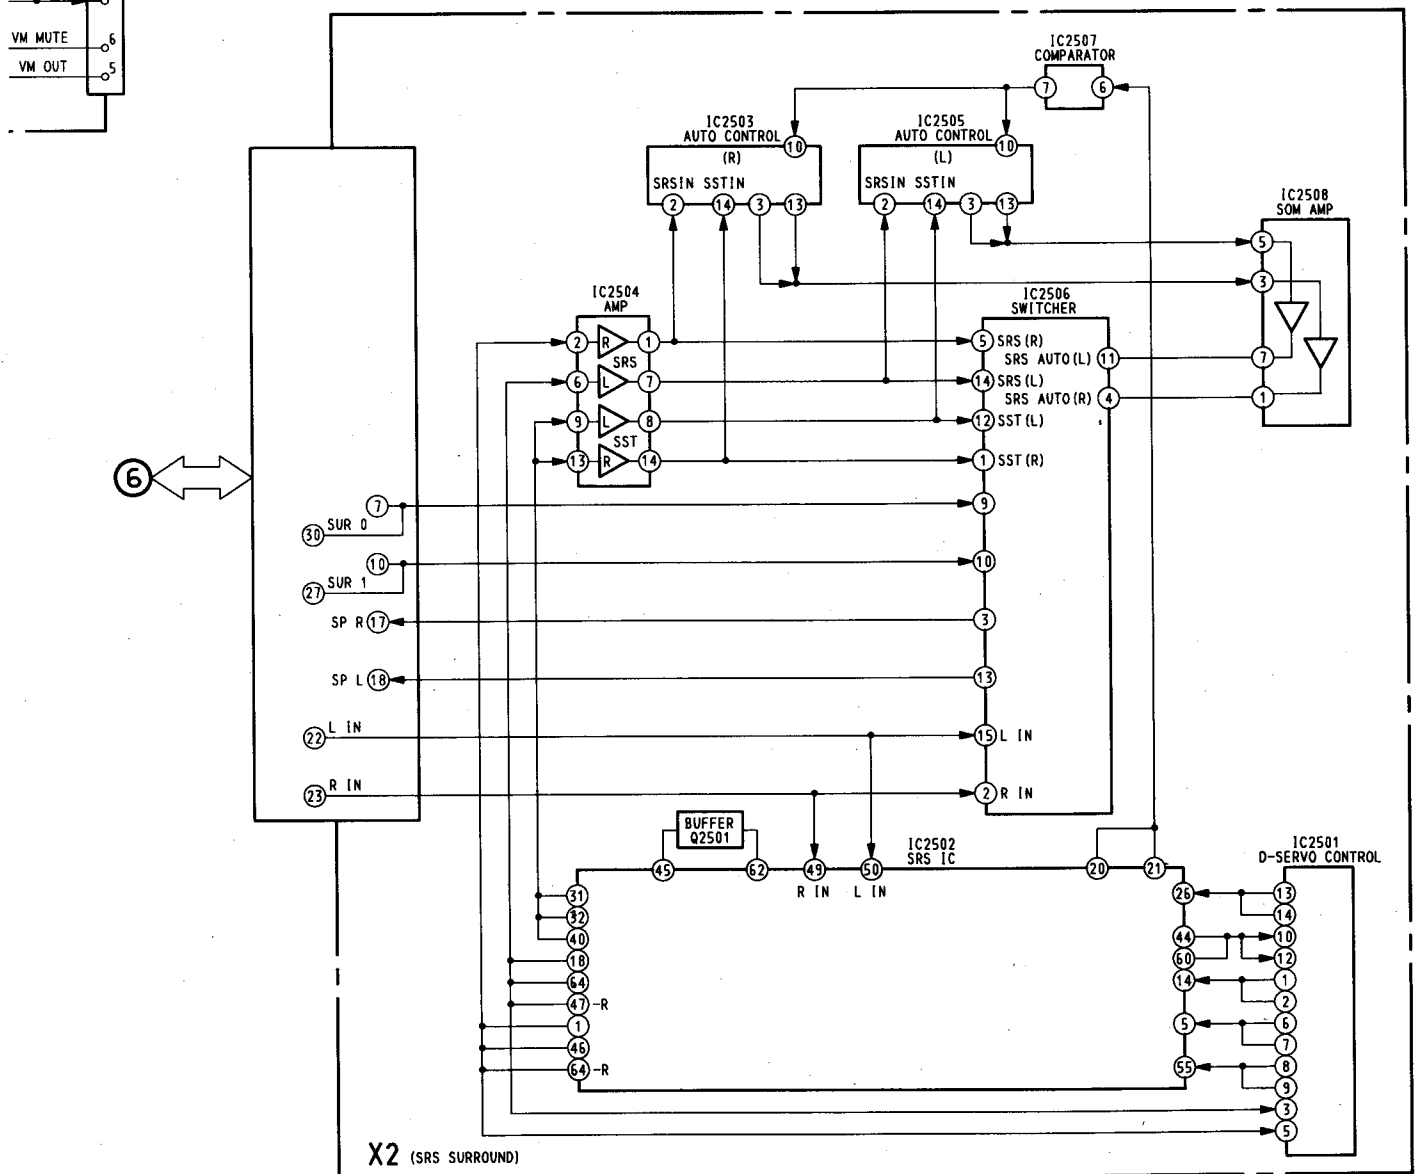 VM MUTE 6
VM OUT 5
IC2507
COMPARATOR
7 6
IC2503
AUTO CONTROL 10
(R)
SRSIN SSTIN
2 14 3 13
IC2505
AUTO CONTROL 10
(L)
SRSIN SSTIN
2 14 3 13
IC2508
SOM AMP
5
3
7
1
IC2504
AMP
2 R 1
SRS
6 L 7
9 L 8
SST
13 R 14
IC2506
SWITCHER
5 SRS (R)
SRS AUTO (L) 11
14 SRS (L)
SRS AUTO (R) 4
12 SST (L)
1 SST (R)
9
10
3
13
15 L IN
2 R IN
6
7
30 SUR 0
10
27 SUR 1
SP R 17
SP L 18
22 L IN
23 R IN
BUFFER
Q2501
IC2502
SRS IC
45 62 49 50 20 21
R IN L IN
31
32
40
18
64
47 -R
1
46
64 -R
26
44
60
14
5
55
IC2501
D-SERVO CONTROL
13
14
10
12
1
2
6
7
8
9
3
5
X2 (SRS SURROUND)